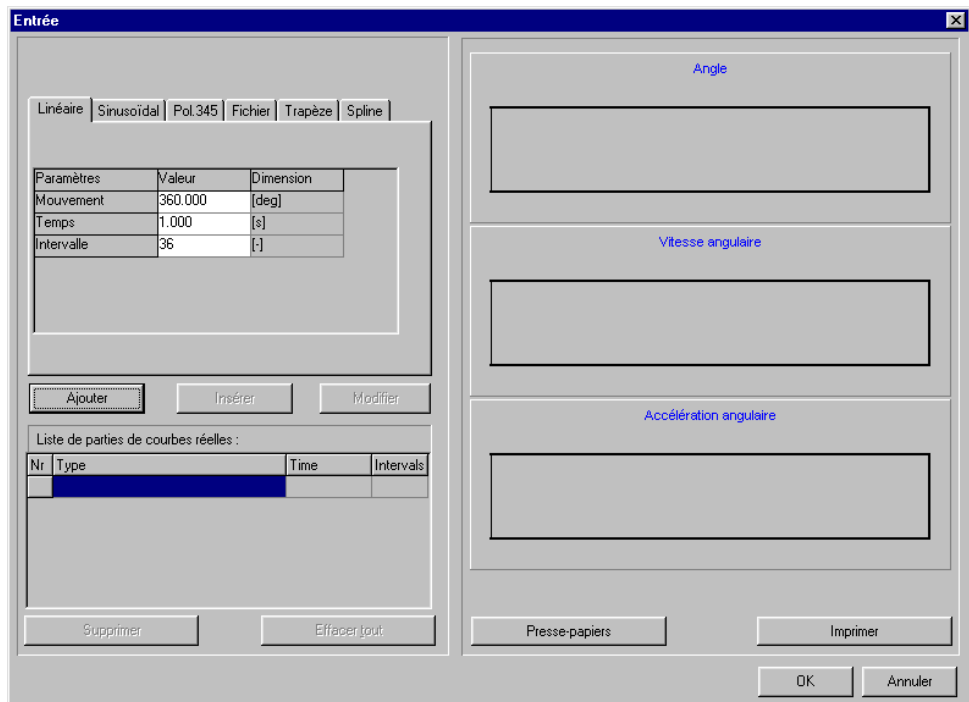 Entrée
Linéaire Sinusoïdal Pol.345 Fichier Trapèze Spline
Paramètres Valeur Dimension
Mouvement 360.000 [deg]
Temps 1.000 [s]
Intervalle 36 [-]
Ajouter Insérer Modifier
Liste de parties de courbes réelles :
Nr Type Time Intervals
Supprimer Effacer tout
Angle
Vitesse angulaire
Accélération angulaire
Presse-papiers Imprimer
OK Annuler